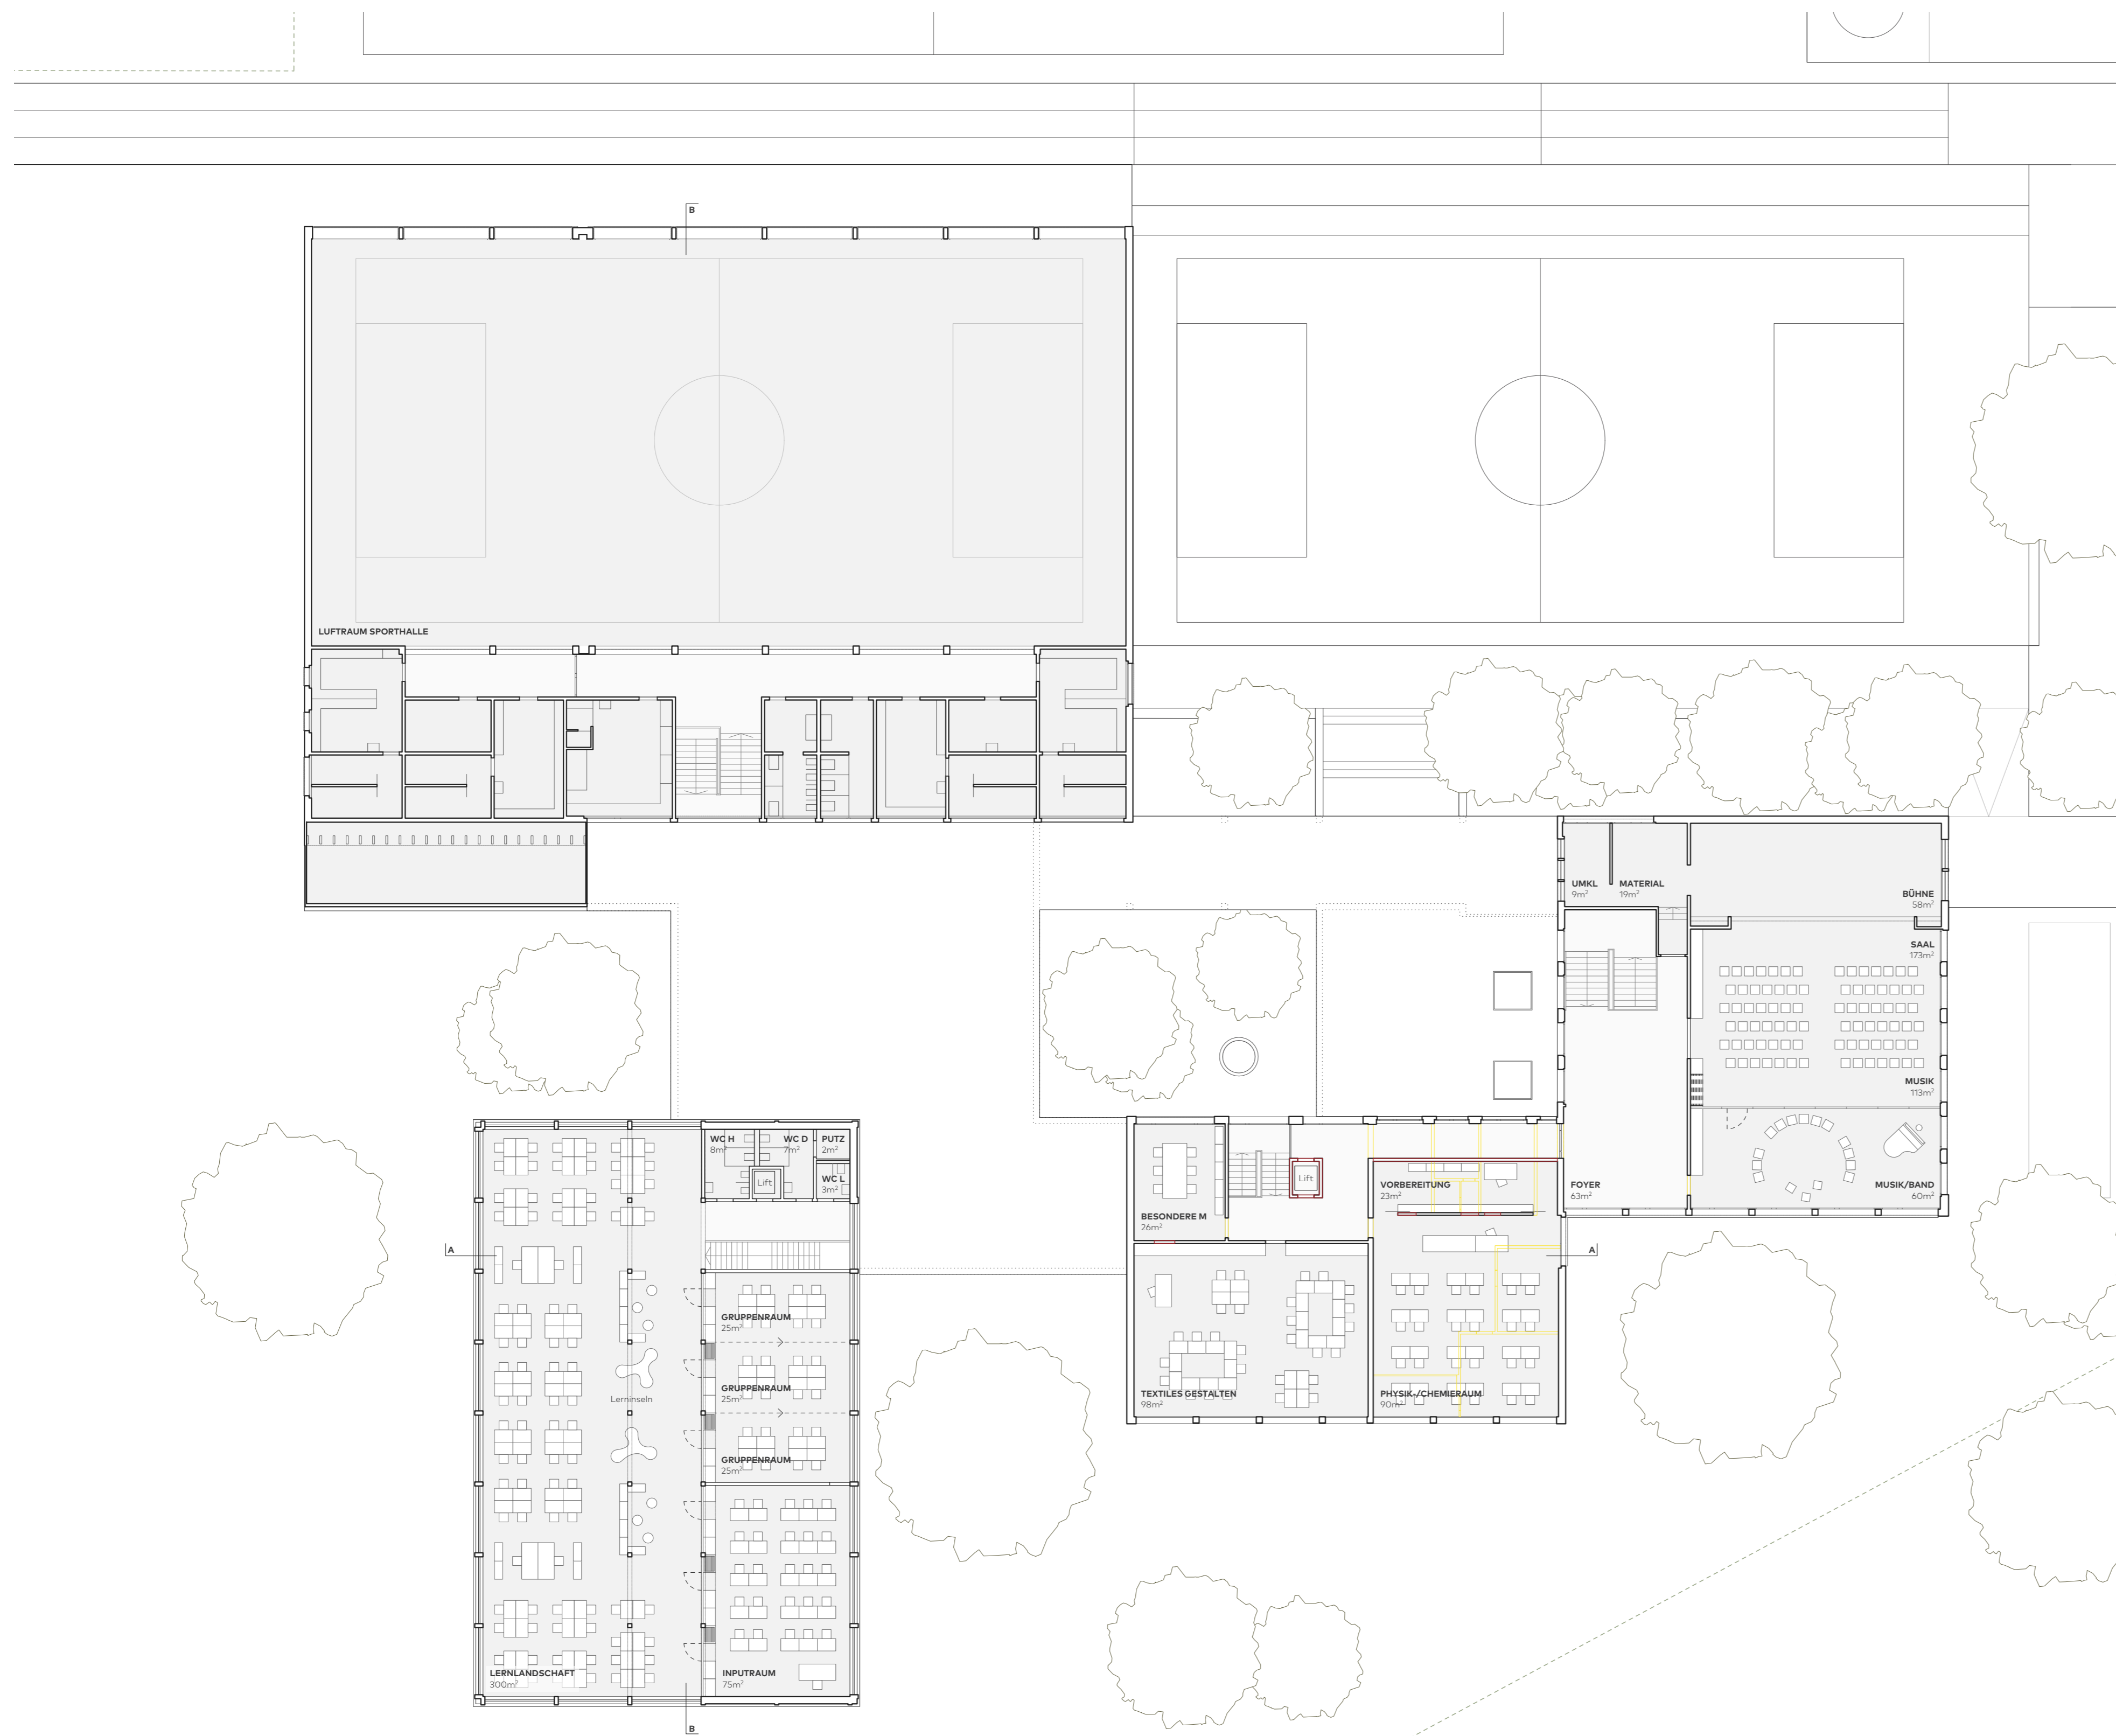 B
LUFTRAUM SPORTHALLE
UMKL
9m²
MATERIAL
19m²
BÜHNE
58m²
SAAL
173m²
MUSIK
113m²
MUSIK/BAND
60m²
FOYER
63m²
WC H
8m²
WC D
7m²
PUTZ
2m²
Lift
WC L
3m²
Lift
VORBEREITUNG
23m²
BESONDERE M
26m²
A
A
GRUPPENRAUM
25m²
GRUPPENRAUM
25m²
Lerninseln
GRUPPENRAUM
25m²
TEXTILES GESTALTEN
98m²
PHYSIK-/CHEMIERAUM
90m²
LERNLANDSCHAFT
300m²
INPUTRAUM
75m²
B